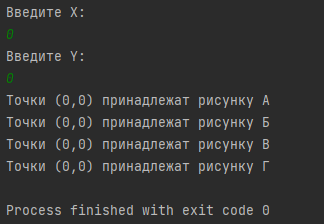 Введите X:
0
Введите Y:
0
Точки (0,0) принадлежат рисунку А
Точки (0,0) принадлежат рисунку Б
Точки (0,0) принадлежат рисунку В
Точки (0,0) принадлежат рисунку Г
Process finished with exit code 0